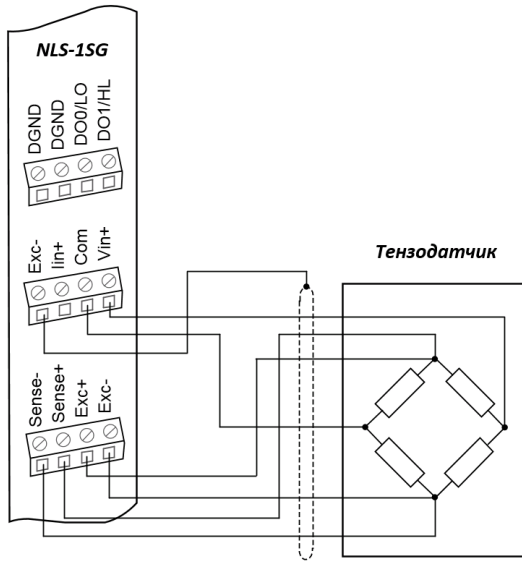 NLS-1SG
DGND
DGND
DO0/LO
DO1/HL
Exc-
Iin+
Com
Vin+
Тензодатчик
Sense-
Sense+
Exc+
Exc-